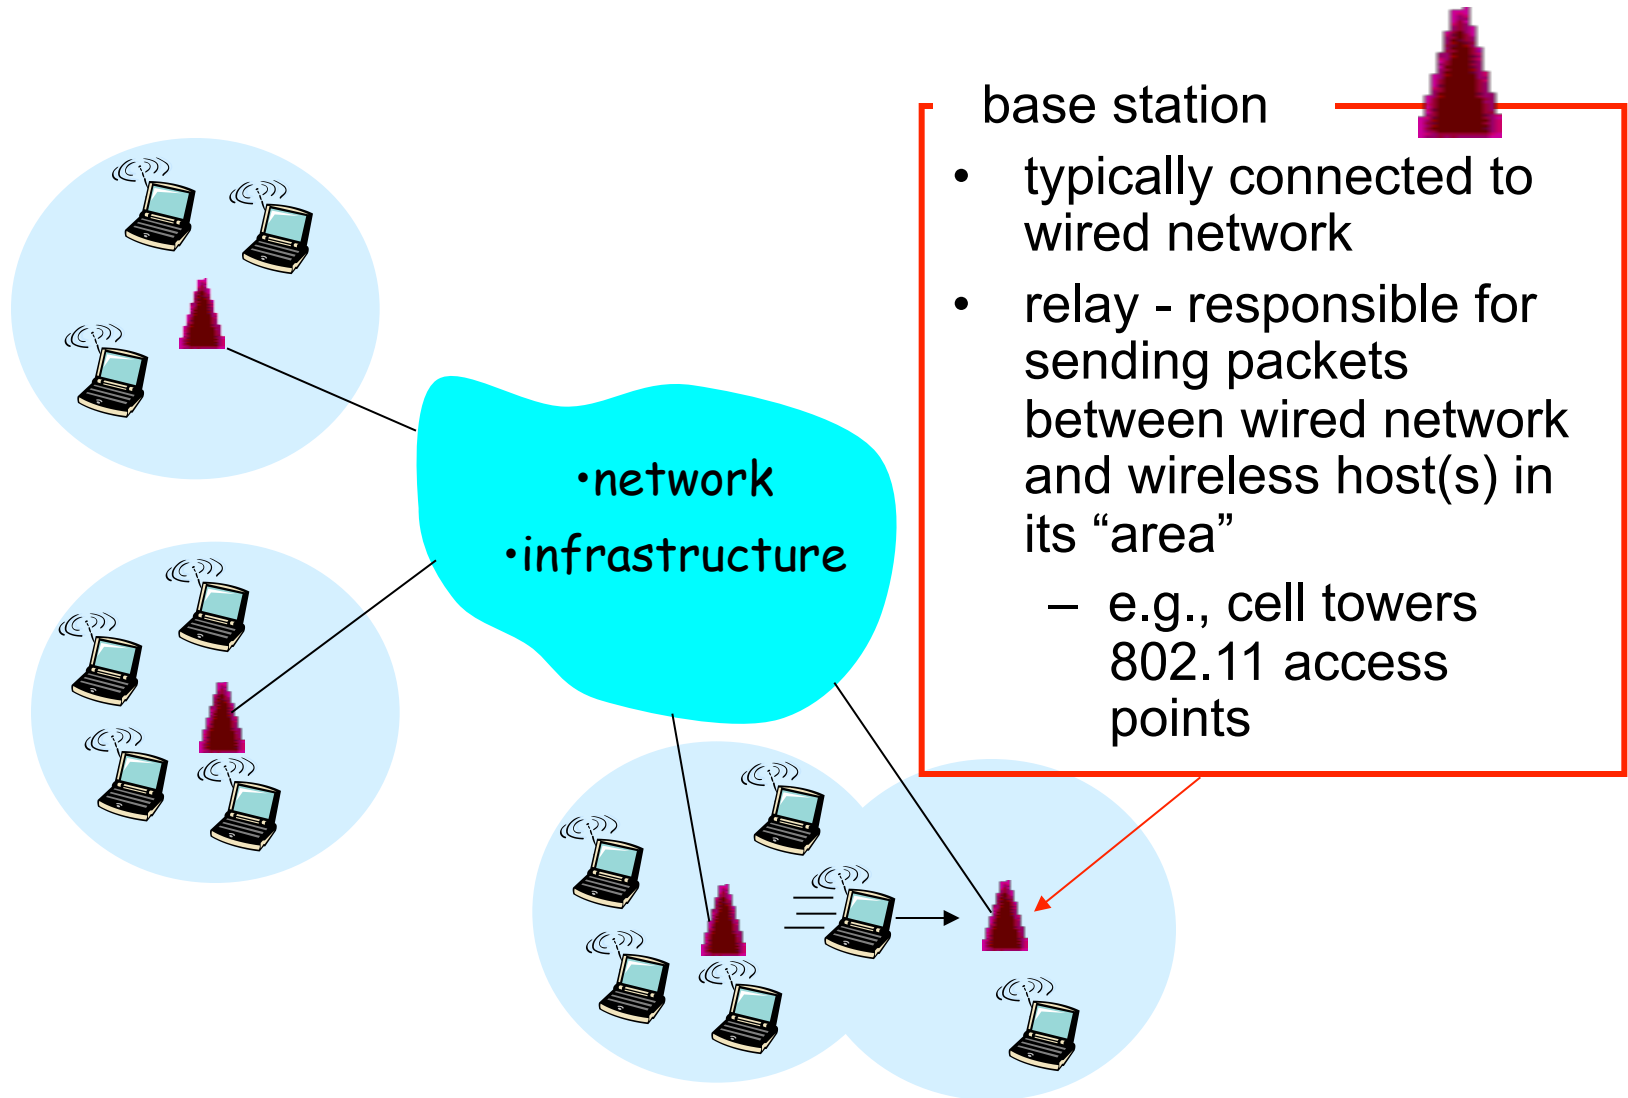 base station
• typically connected to
wired network
• relay - responsible for
sending packets
between wired network
and wireless host(s) in
its “area”
– e.g., cell towers
802.11 access
points
•network
•infrastructure